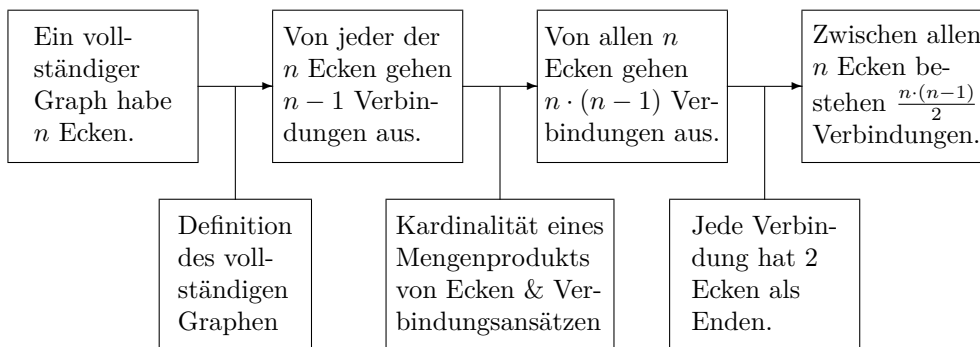 Ein voll-
ständiger
Graph habe
n Ecken.
Von jeder der
n Ecken gehen
n − 1 Verbin-
dungen aus.
Von allen n
Ecken gehen
n · (n − 1) Ver-
bindungen aus.
Zwischen allen
n Ecken be-
stehen \frac{n·(n−1)}{2}
Verbindungen.
Definition
des voll-
ständigen
Graphen
Kardinalität eines
Mengenprodukts
von Ecken & Ver-
bindungsansätzen
Jede Verbin-
dung hat 2
Ecken als
Enden.